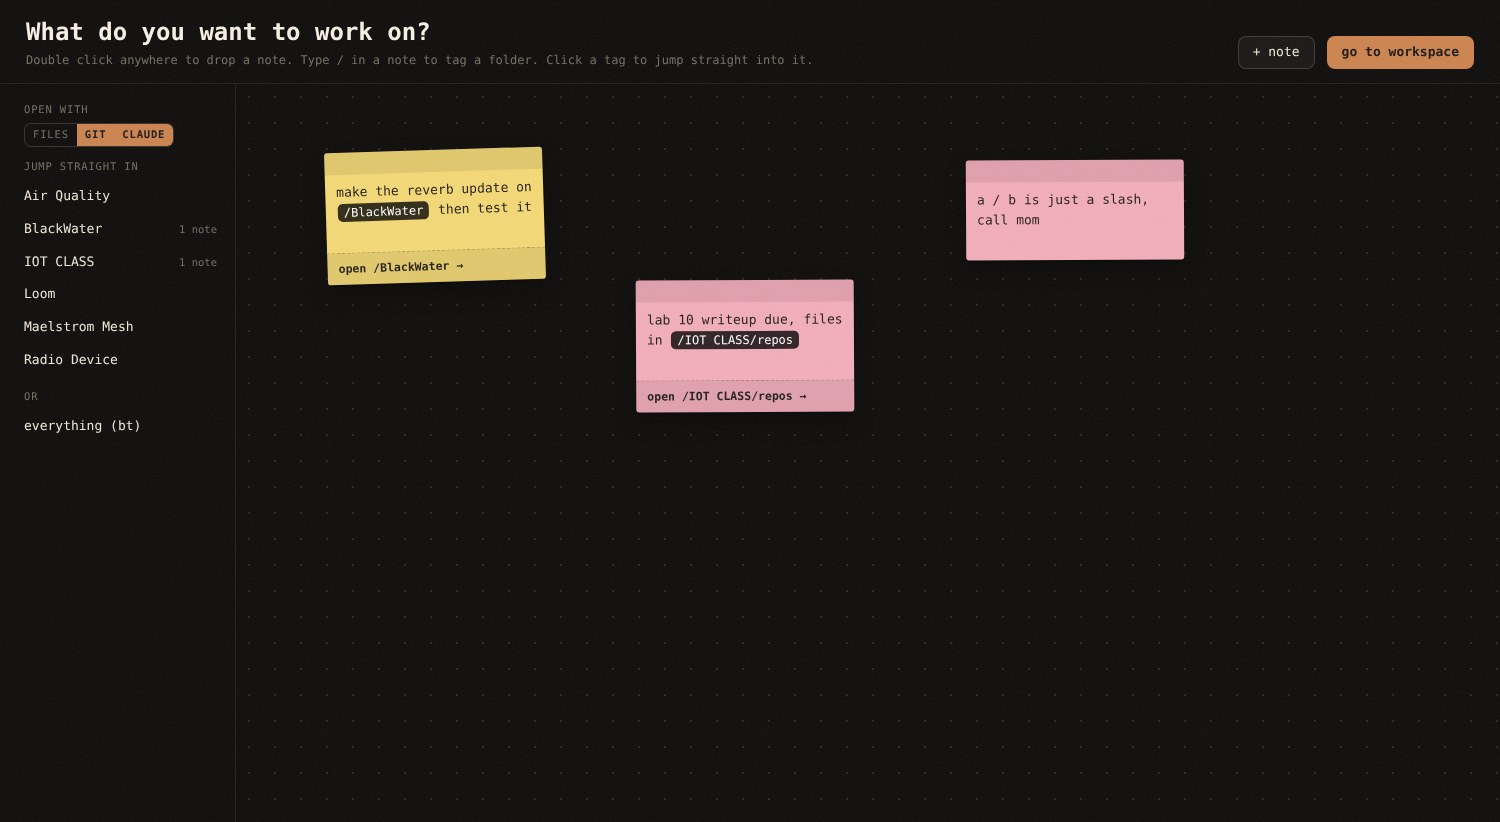 What do you want to work on?
Double click anywhere to drop a note. Type / in a note to tag a folder. Click a tag to jump straight into it.
+ note
go to workspace
OPEN WITH
FILES GIT CLAUDE
JUMP STRAIGHT IN
Air Quality
BlackWater 1 note
IOT CLASS 1 note
Loom
Maelstrom Mesh
Radio Device
OR
everything (bt)
make the reverb update on
/BlackWater then test it
open /BlackWater →
lab 10 writeup due, files
in /IOT CLASS/repos
open /IOT CLASS/repos →
a / b is just a slash,
call mom